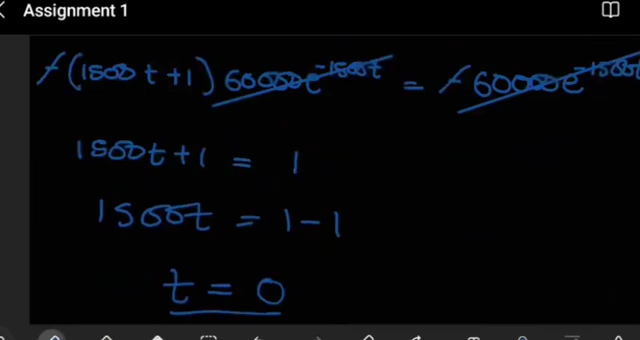 Assignment 1
-(1500t+1) 60000e^-1500t = -60000e^-1500t
1500t+1 = 1
1500t = 1-1
t = 0